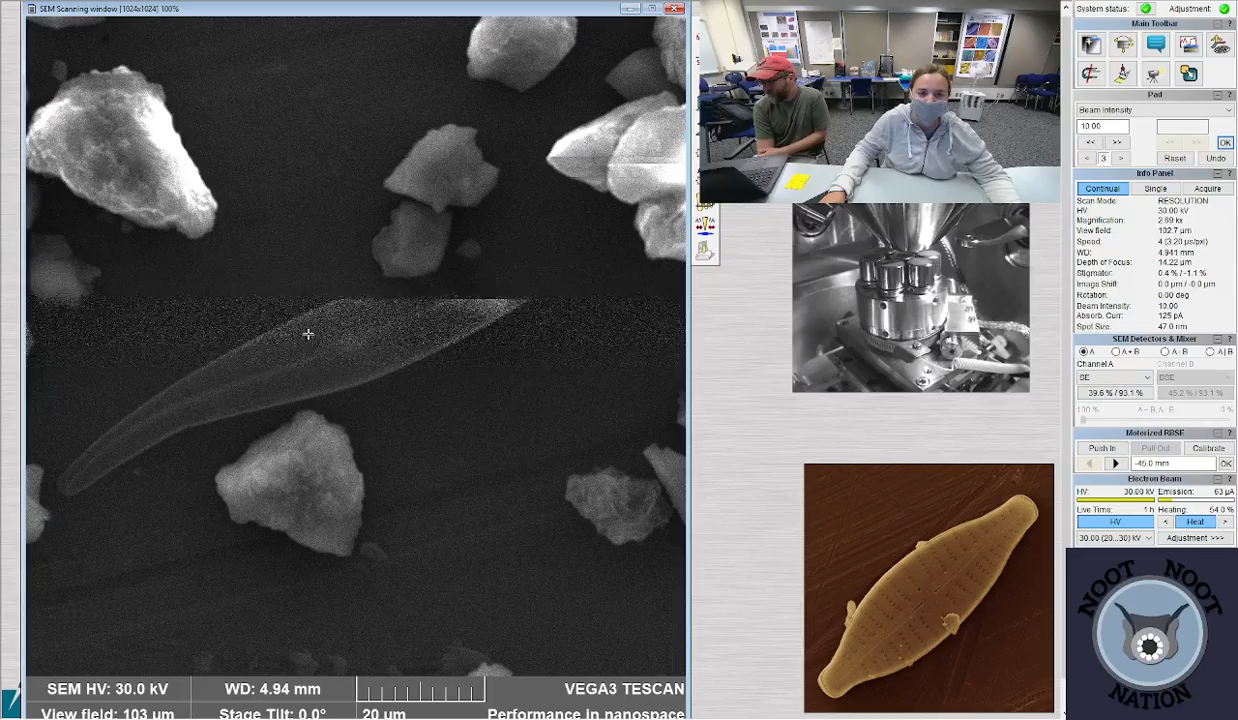 SEM Scanning window [1024x1024] 100%
SEM HV: 30.0 kV
WD: 4.94 mm
VEGA3 TESCAN
View field: 103 µm
Stage Tilt: 0.0°
20 µm
Performance in nanospace
System status:
Adjustment:
Main Toolbar
Pad
Beam Intensity
10.00
<< >> << >> OK
< 3 > Reset Undo
Info Panel
Continual Single Acquire
Scan Mode: RESOLUTION
HV: 30.00 kV
Magnification: 2.69 kx
View field: 102.7 µm
Speed: 4 (3.20 µs/pxl)
WD: 4.941 mm
Depth of Focus: 14.22 µm
Stigmator: 0.4 % / -1.1 %
Image Shift: 0.0 µm / -0.0 µm
Rotation: 0.00 deg
Beam Intensity: 10.00
Absorb. Curr: 125 pA
Spot Size: 47.0 nm
SEM Detectors & Mixer
A A + B A - B A | B
Channel A Channel B
SE BSE
39.6 % / 93.1 % 45.2 % / 93.1 %
100 % A - B, A - B 0 %
Motorized RBSE
Push In Pull Out Calibrate
-45.0 mm OK
Electron Beam
HV: 30.00 kV Emission: 63 µA
Live Time: 1 h Heating: 54.0 %
HV < Heat >
30.00 (20...30) kV Adjustment >>>
NOOT NOOT
NATION